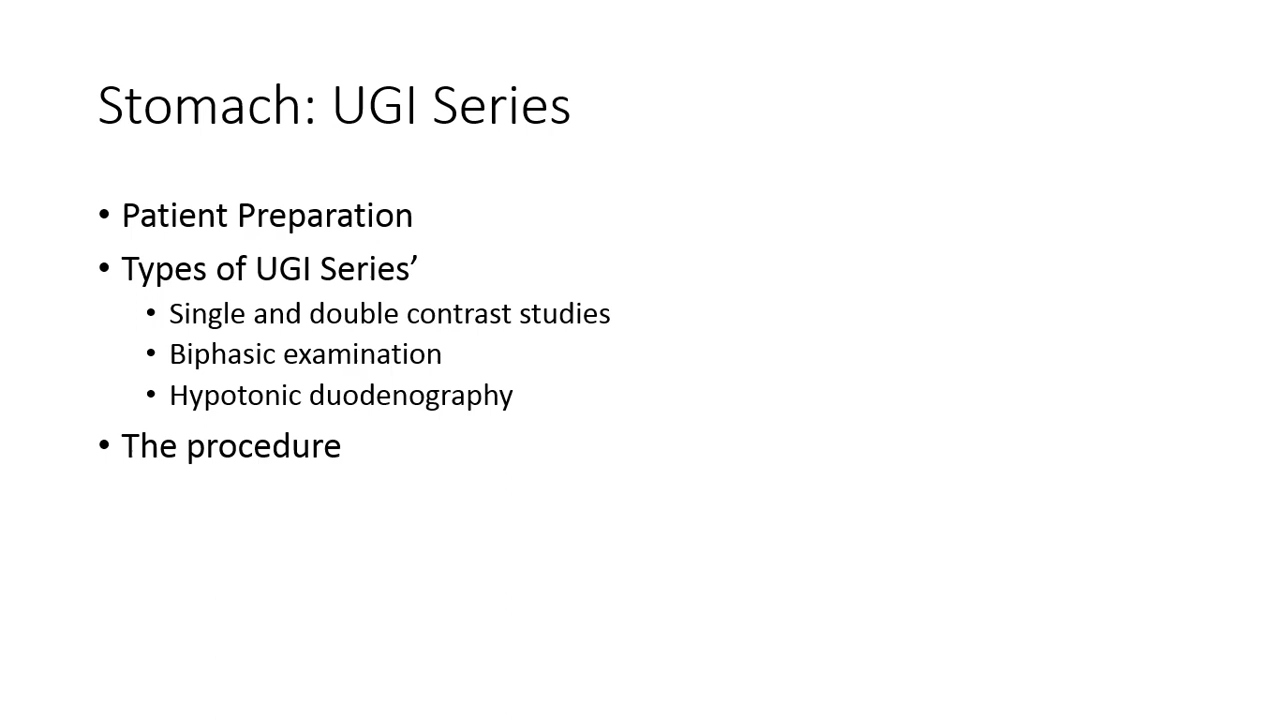 Stomach: UGI Series
• Patient Preparation
• Types of UGI Series’
• Single and double contrast studies
• Biphasic examination
• Hypotonic duodenography
• The procedure